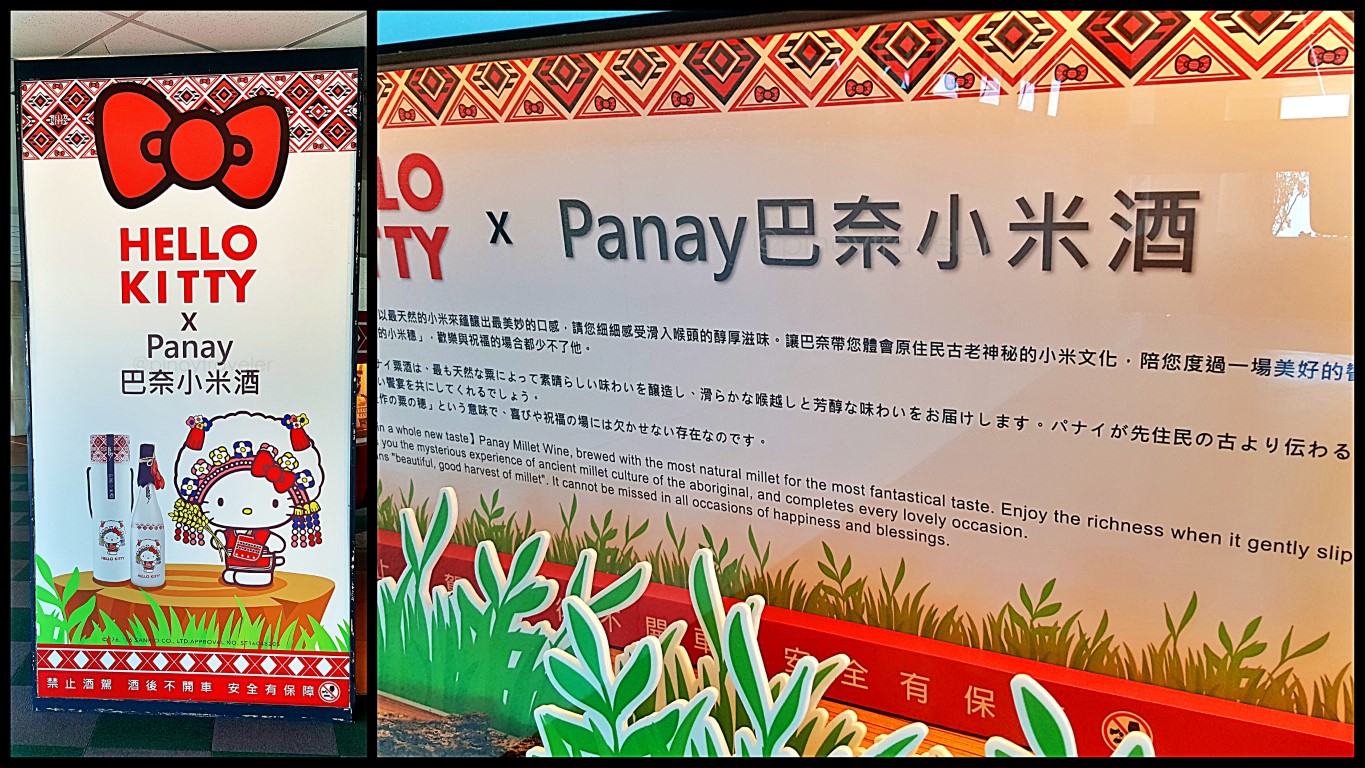 HELLO
KITTY
x
Panay
巴奈小米酒
HELLO KITTY
HELLO KITTY
禁止酒駕 酒後不開車 安全有保障
LO
TTY
x Panay巴奈小米酒
以最天然的小米來蘊釀出最美妙的口感，請您細細感受滑入喉頭的醇厚滋味。讓巴奈帶您體會原住民古老神秘的小米文化，陪您度過一場美好的
的小米穗」，歡樂與祝福的場合都少不了他。
ナイ粟酒は、最も天然な粟によって素晴らしい味わいを醸造し、滑らかな喉越しと芳醇な味わいをお届けします。パナイが先住民の古より伝わる
い饗宴を共にしてくれるでしょう。
作の粟の穂」という意味で、喜びや祝福の場には欠かせない存在なのです。
n a whole new taste】Panay Millet Wine, brewed with the most natural millet for the most fantastical taste. Enjoy the richness when it gently slip
you the mysterious experience of ancient millet culture of the aboriginal, and completes every lovely occasion.
ns "beautiful, good harvest of millet". It cannot be missed in all occasions of happiness and blessings.
開車 安全有保